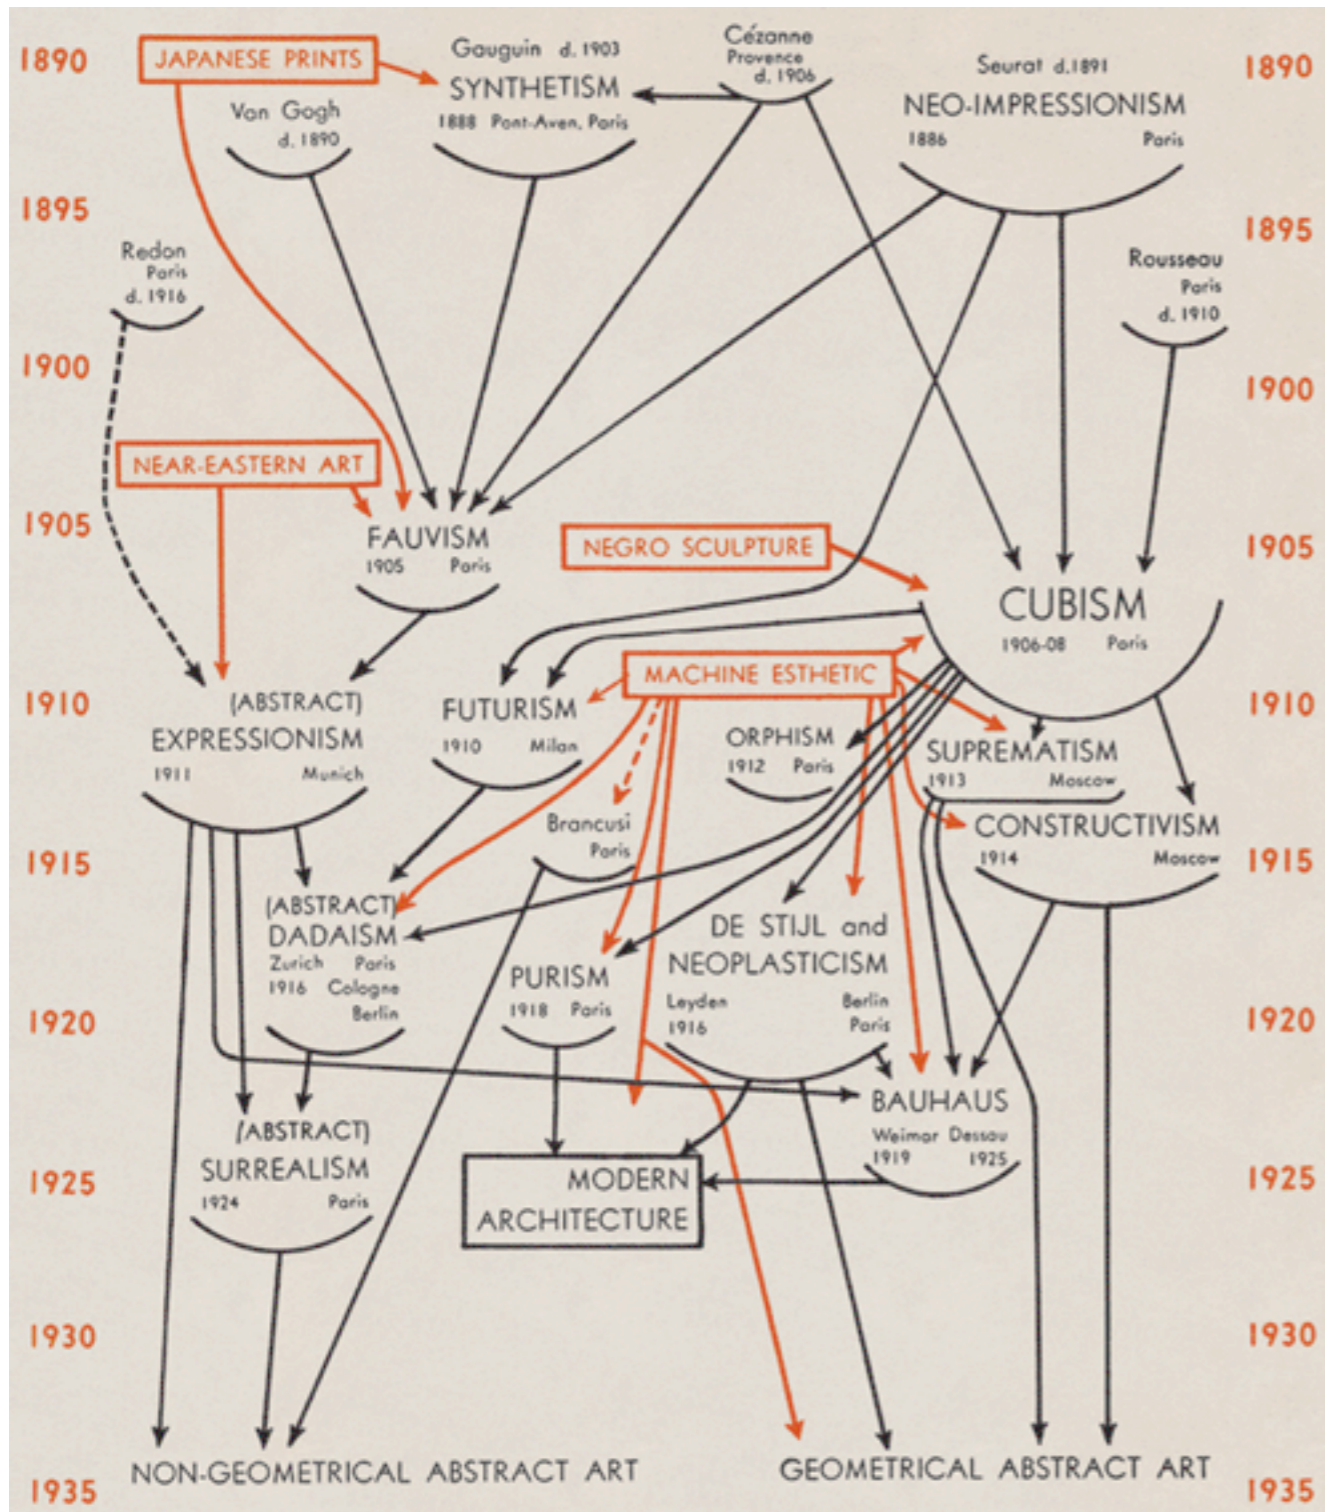 1890
JAPANESE PRINTS
Gauguin d. 1903
SYNTHETISM
1888 Pont-Aven, Paris
Cézanne
Provence
d. 1906
Seurat d.1891
NEO-IMPRESSIONISM
1886 Paris
1890
Van Gogh
d. 1890
1895
1895
Redon
Paris
d. 1916
Rousseau
Paris
d. 1910
1900
1900
NEAR-EASTERN ART
1905
FAUVISM
1905 Paris
NEGRO SCULPTURE
1905
CUBISM
1906-08 Paris
MACHINE ESTHETIC
1910
(ABSTRACT)
EXPRESSIONISM
1911 Munich
FUTURISM
1910 Milan
ORPHISM
1912 Paris
SUPREMATISM
1913 Moscow
1910
Brancusi
Paris
CONSTRUCTIVISM
1914 Moscow
1915
1915
(ABSTRACT)
DADAISM
Zurich Paris
1916 Cologne
Berlin
PURISM
1918 Paris
DE STIJL and
NEOPLASTICISM
Leyden Berlin
1916 Paris
1920
1920
BAUHAUS
Weimar Dessau
1919 1925
(ABSTRACT)
SURREALISM
1924 Paris
MODERN
ARCHITECTURE
1925
1925
1930
1930
NON-GEOMETRICAL ABSTRACT ART
GEOMETRICAL ABSTRACT ART
1935
1935